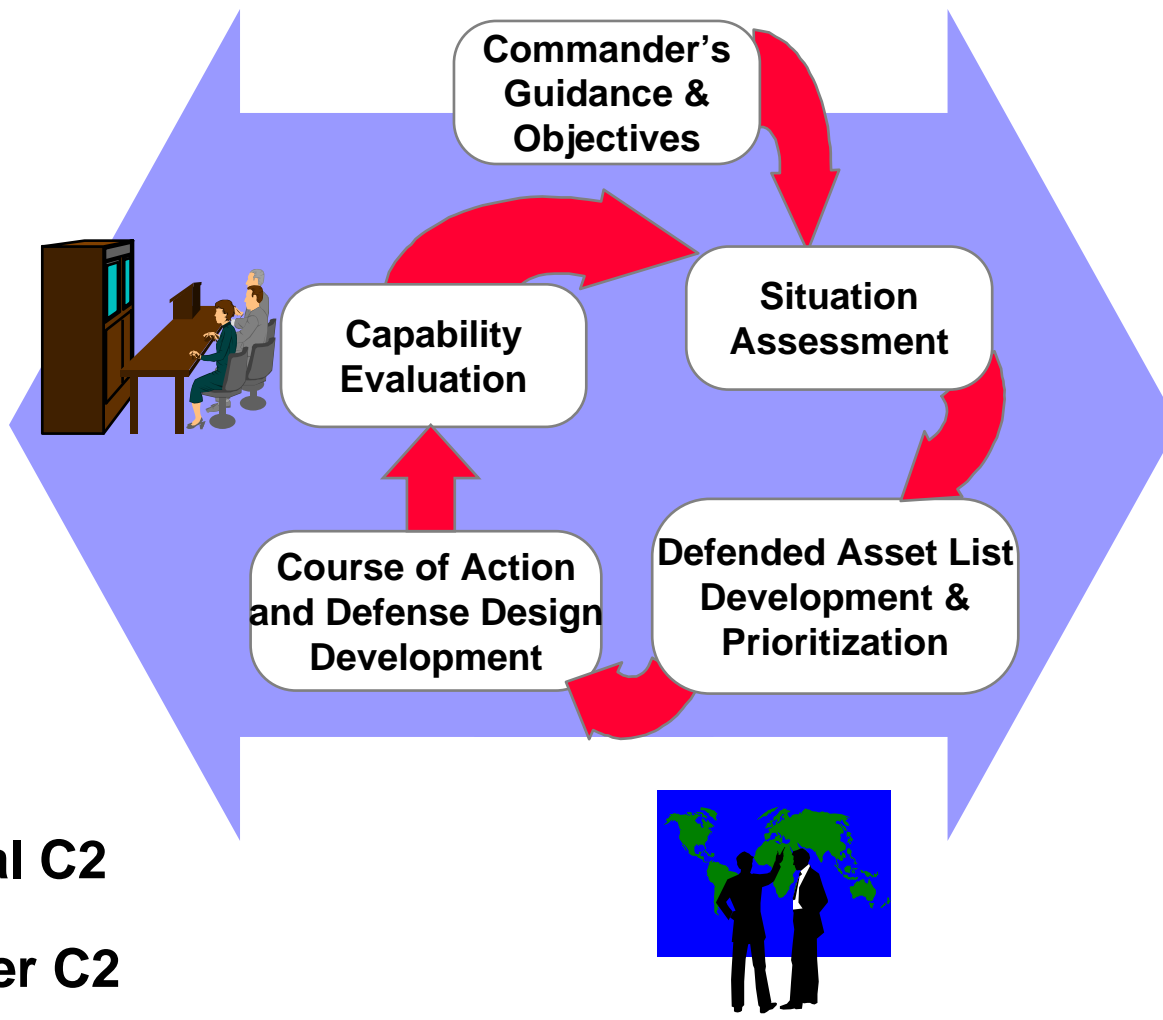 Commander’s
Guidance &
Objectives
Situation
Assessment
Capability
Evaluation
Defended Asset List
Development &
Prioritization
Course of Action
and Defense Design
Development
al C2
er C2